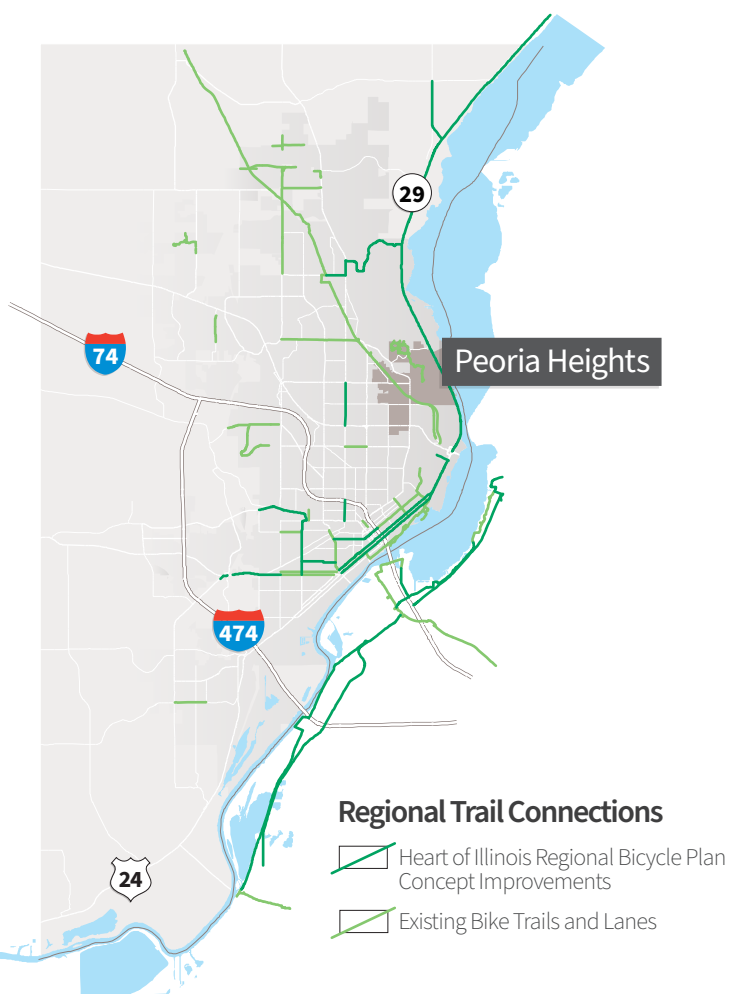 29
74
Peoria Heights
474
Regional Trail Connections
Heart of Illinois Regional Bicycle Plan
Concept Improvements
24
Existing Bike Trails and Lanes